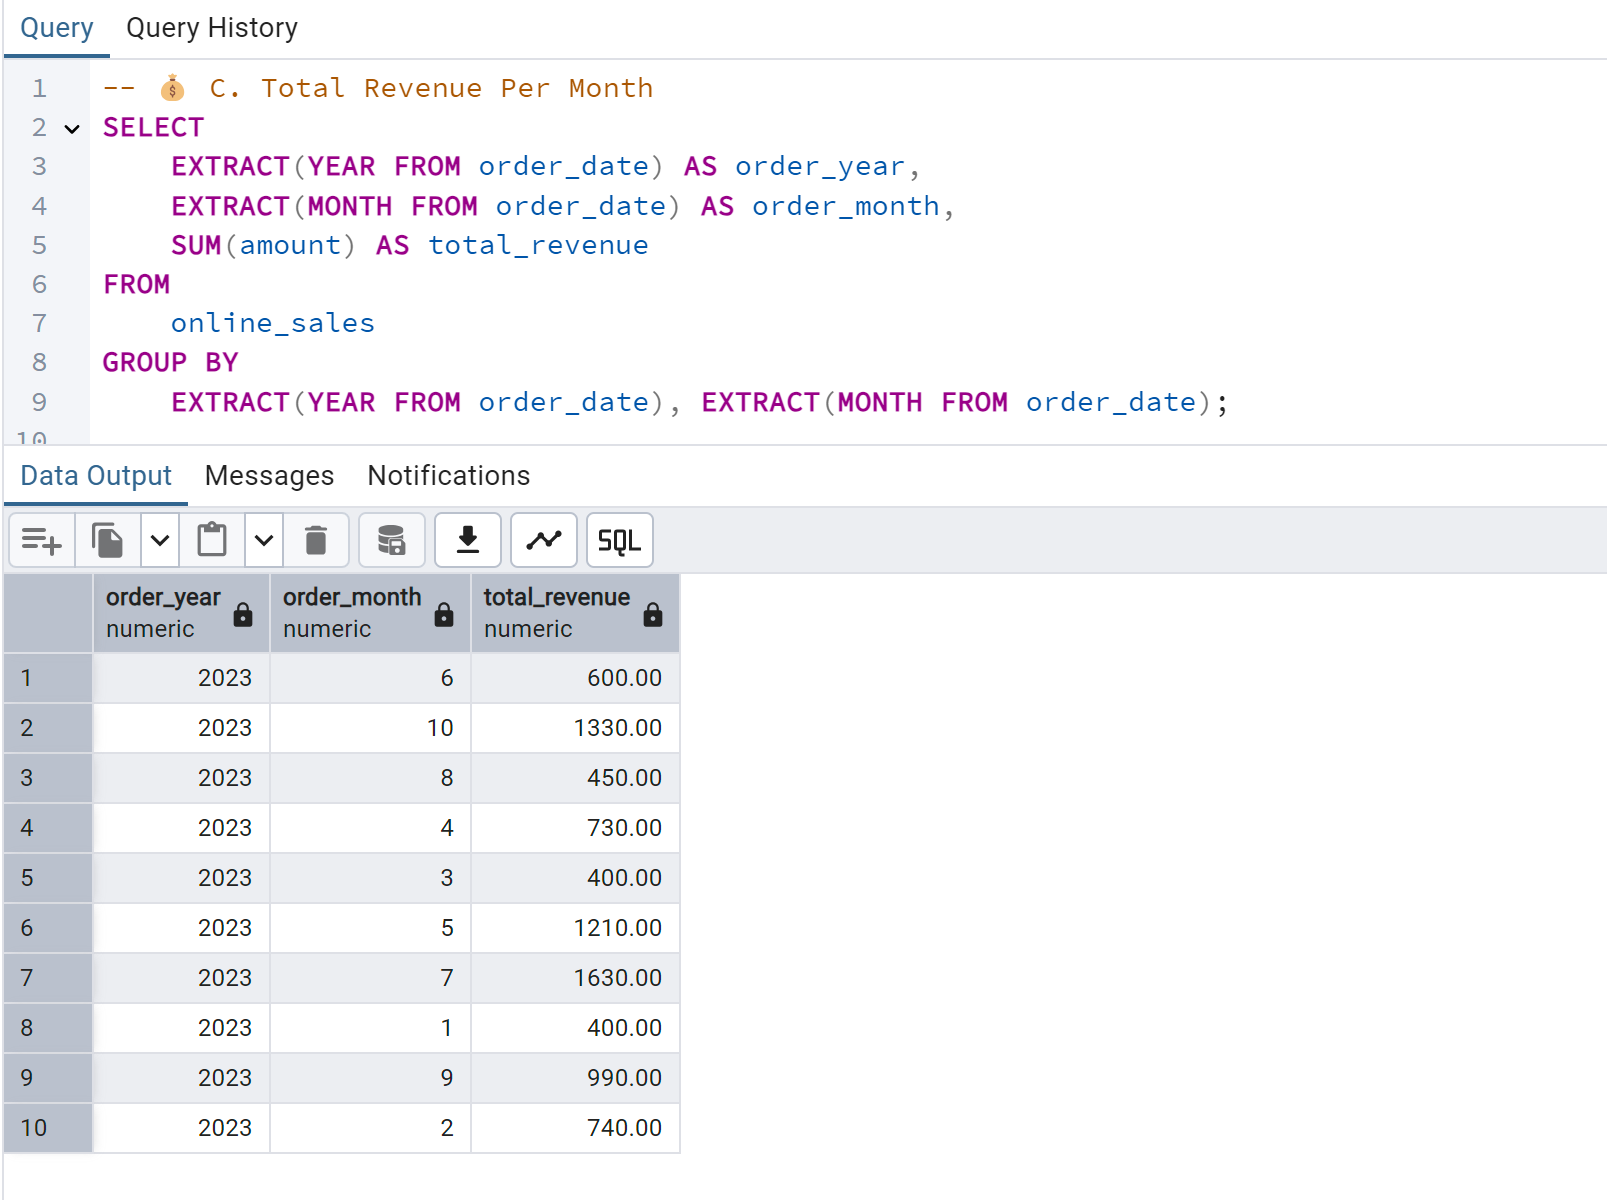 Query Query History
1 -- 💰 C. Total Revenue Per Month
2 SELECT
3 EXTRACT(YEAR FROM order_date) AS order_year,
4 EXTRACT(MONTH FROM order_date) AS order_month,
5 SUM(amount) AS total_revenue
6 FROM
7 online_sales
8 GROUP BY
9 EXTRACT(YEAR FROM order_date), EXTRACT(MONTH FROM order_date);
10
Data Output Messages Notifications
SQL
order_year order_month total_revenue
numeric numeric numeric
1 2023 6 600.00
2 2023 10 1330.00
3 2023 8 450.00
4 2023 4 730.00
5 2023 3 400.00
6 2023 5 1210.00
7 2023 7 1630.00
8 2023 1 400.00
9 2023 9 990.00
10 2023 2 740.00